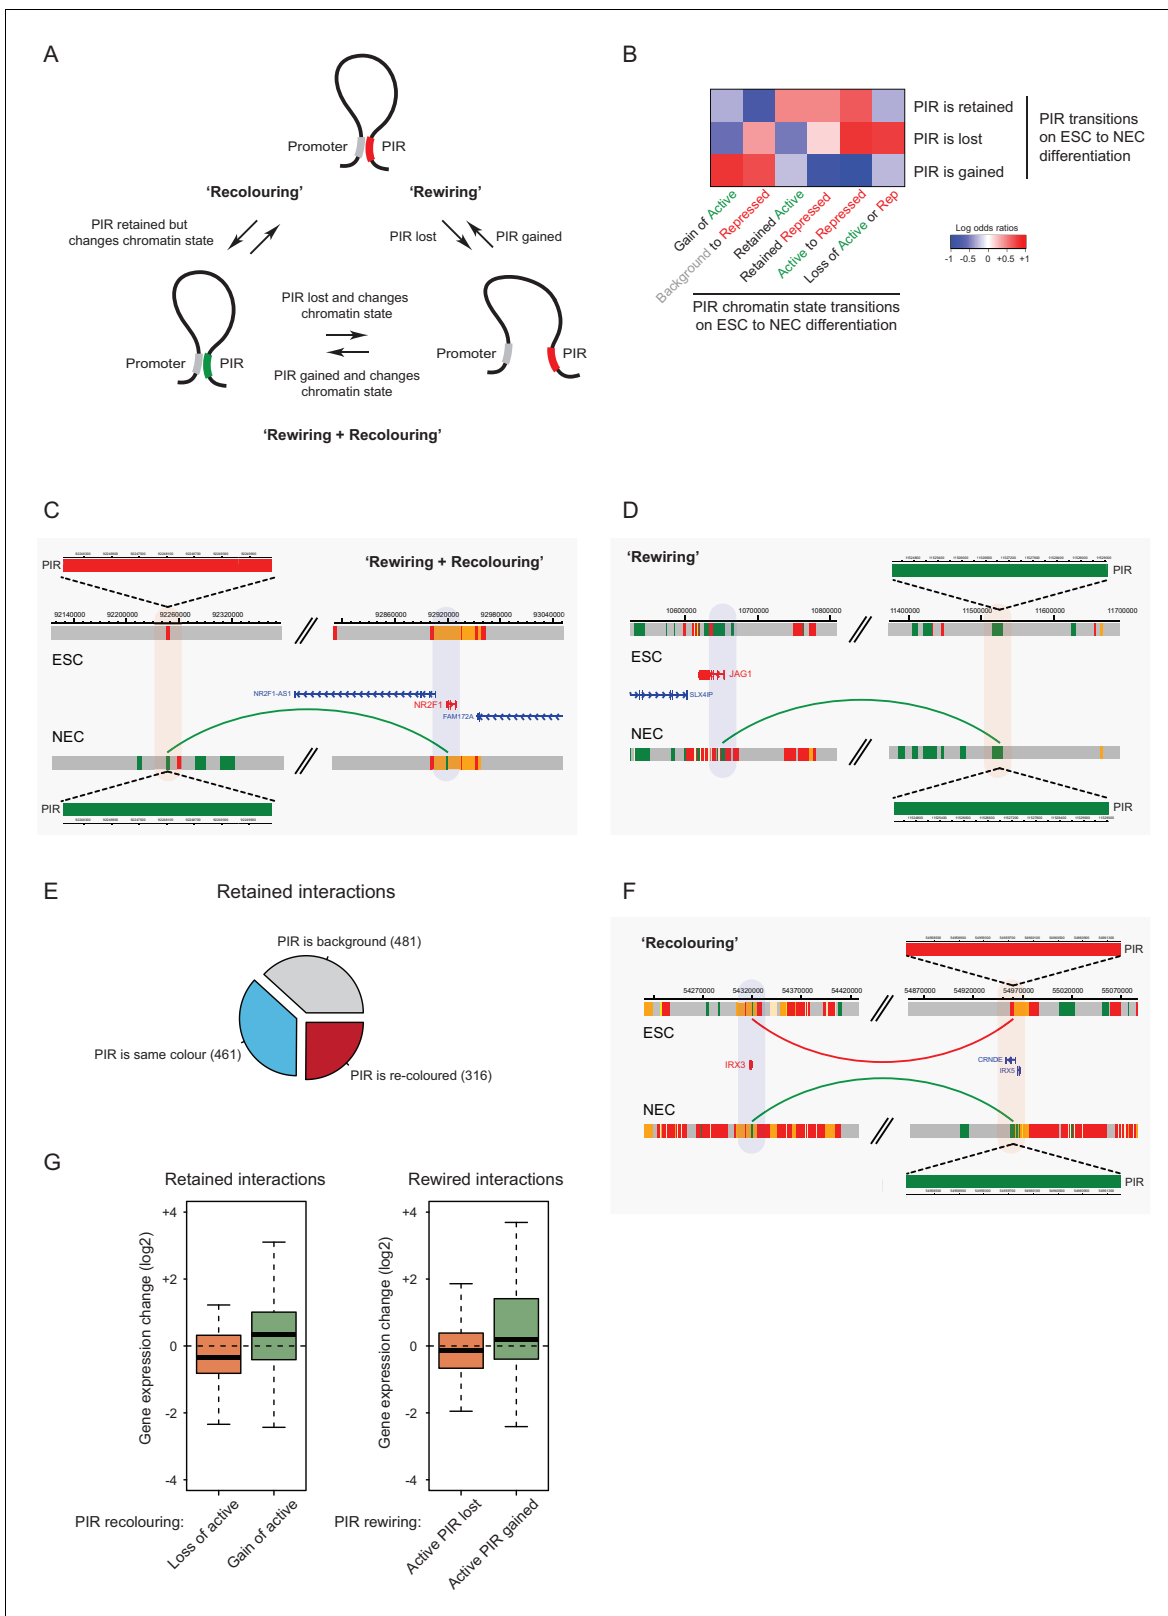 A
Promoter
PIR
'Recolouring'
'Rewiring'
PIR retained but
changes chromatin state
PIR lost
PIR gained
PIR lost and changes
chromatin state
Promoter
PIR
Promoter
PIR
PIR gained and changes
chromatin state
'Rewiring + Recolouring'
B
PIR is retained
PIR is lost
PIR is gained
PIR transitions
on ESC to NEC
differentiation
Gain of Active
Background to Repressed
Retained Active
Retained Repressed
Active to Repressed
Loss of Active or Rep
Log odds ratios
-1 -0.5 0 +0.5 +1
PIR chromatin state transitions
on ESC to NEC differentiation
C
PIR
'Rewiring + Recolouring'
92140000 92200000 92260000 92320000
92860000 92920000 92980000 93040000
ESC
NR2F1-AS1
NR2F1
FAM172A
NEC
PIR
D
'Rewiring'
PIR
10600000 10700000 10800000
11400000 11500000 11600000 11700000
ESC
JAG1
SLX4IP
NEC
PIR
E
Retained interactions
PIR is background (481)
PIR is same colour (461)
PIR is re-coloured (316)
F
'Recolouring'
PIR
54270000 54320000 54370000 54420000
54870000 54920000 54970000 55020000 55070000
ESC
IRX3
CRNDE
IRX5
NEC
PIR
G
Retained interactions
Gene expression change (log2)
+4
+2
0
-2
-4
PIR recolouring:
Loss of active
Gain of active
Rewired interactions
Gene expression change (log2)
+4
+2
0
-2
-4
PIR rewiring:
Active PIR lost
Active PIR gained